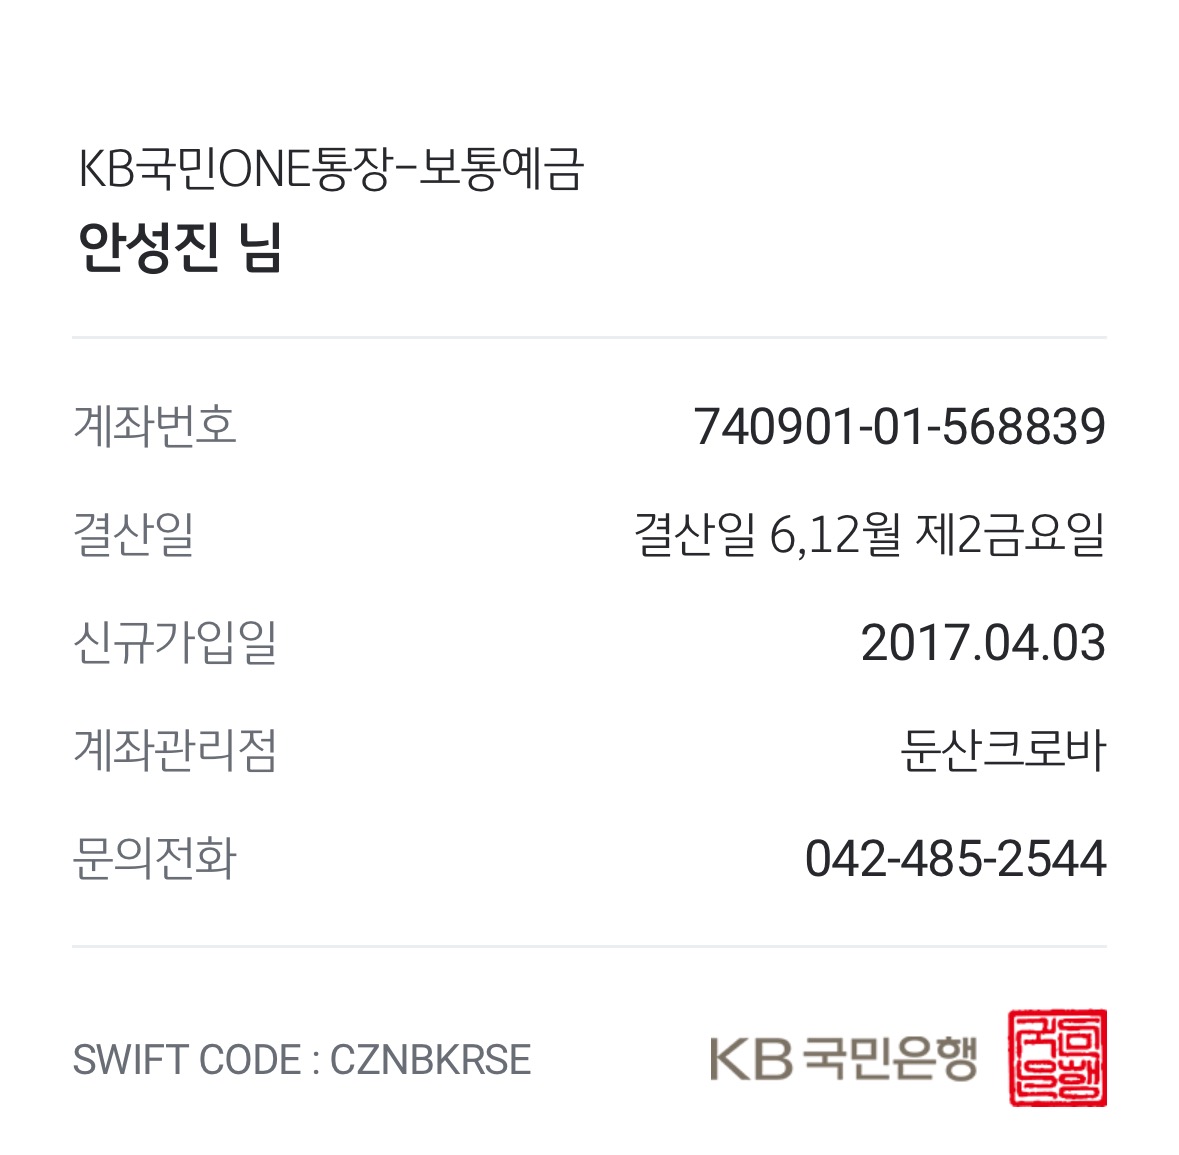 KB국민ONE통장-보통예금
안성진 님
계좌번호 740901-01-568839
결산일 결산일 6,12월 제2금요일
신규가입일 2017.04.03
계좌관리점 둔산크로바
문의전화 042-485-2544
SWIFT CODE : CZNBKRSE KB국민은행 국민은행